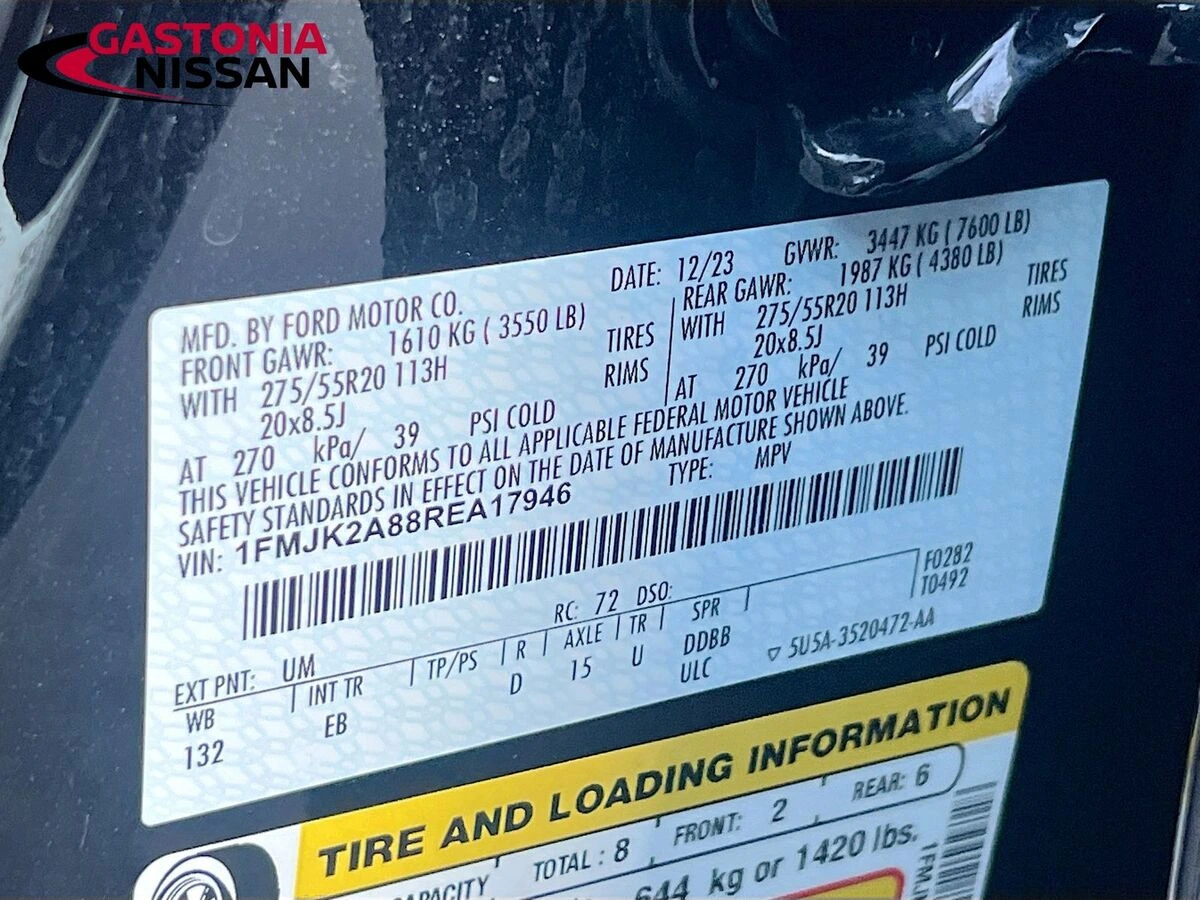 GASTONIA
NISSAN
MFD. BY FORD MOTOR CO.
DATE: 12/23 GVWR: 3447 KG ( 7600 LB)
FRONT GAWR: 1610 KG ( 3550 LB)
REAR GAWR: 1987 KG ( 4380 LB)
WITH 275/55R20 113H TIRES
WITH 275/55R20 113H TIRES
20x8.5J RIMS
20x8.5J RIMS
AT 270 kPa/ 39 PSI COLD
AT 270 kPa/ 39 PSI COLD
THIS VEHICLE CONFORMS TO ALL APPLICABLE FEDERAL MOTOR VEHICLE
SAFETY STANDARDS IN EFFECT ON THE DATE OF MANUFACTURE SHOWN ABOVE.
VIN: 1FMJK2A88REA17946 TYPE: MPV
F0282
T0492
EXT PNT: UM RC: 72 DSO:
WB INT TR TP/PS R AXLE TR SPR
132 EB D 15 U DDBB
ULC
5U5A-3520472-AA
TIRE AND LOADING INFORMATION
TOTAL : 8 FRONT: 2 REAR: 6
644 kg or 1420 lbs.